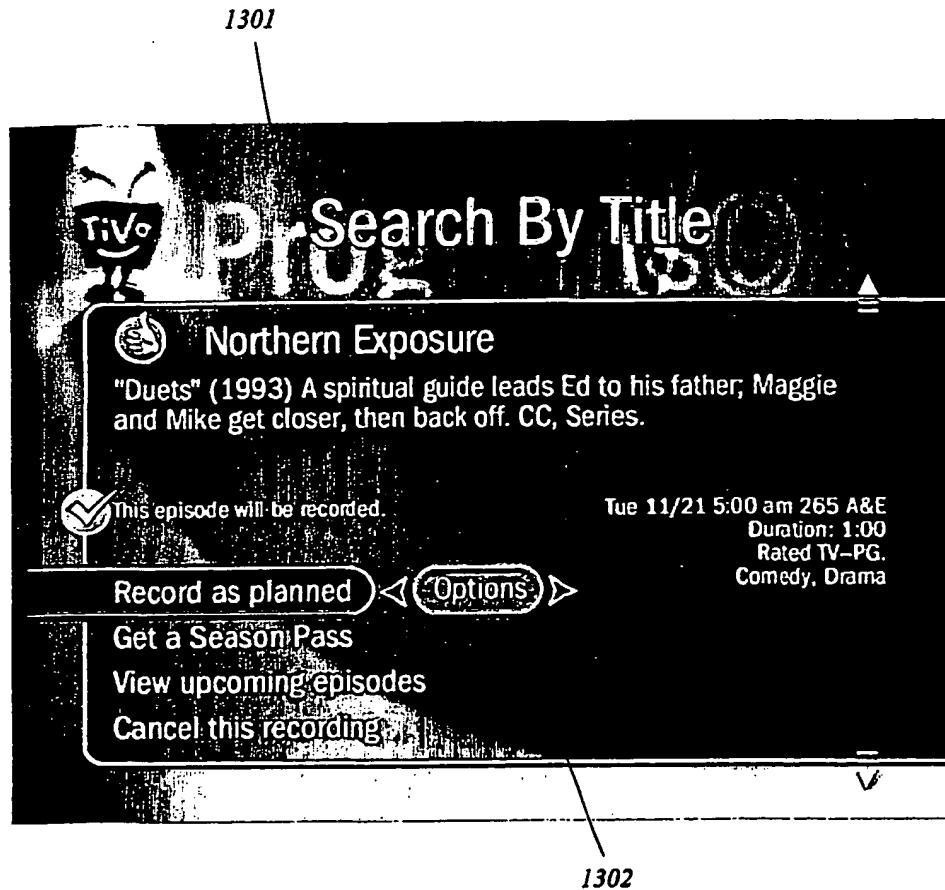 1301
TiVo
Search By Title
Northern Exposure
"Duets" (1993) A spiritual guide leads Ed to his father; Maggie
and Mike get closer, then back off. CC, Series.
This episode will be recorded.
Tue 11/21 5:00 am 265 A&E
Duration: 1:00
Rated TV-PG.
Comedy, Drama
Record as planned
Options
Get a Season Pass
View upcoming episodes
Cancel this recording
1302